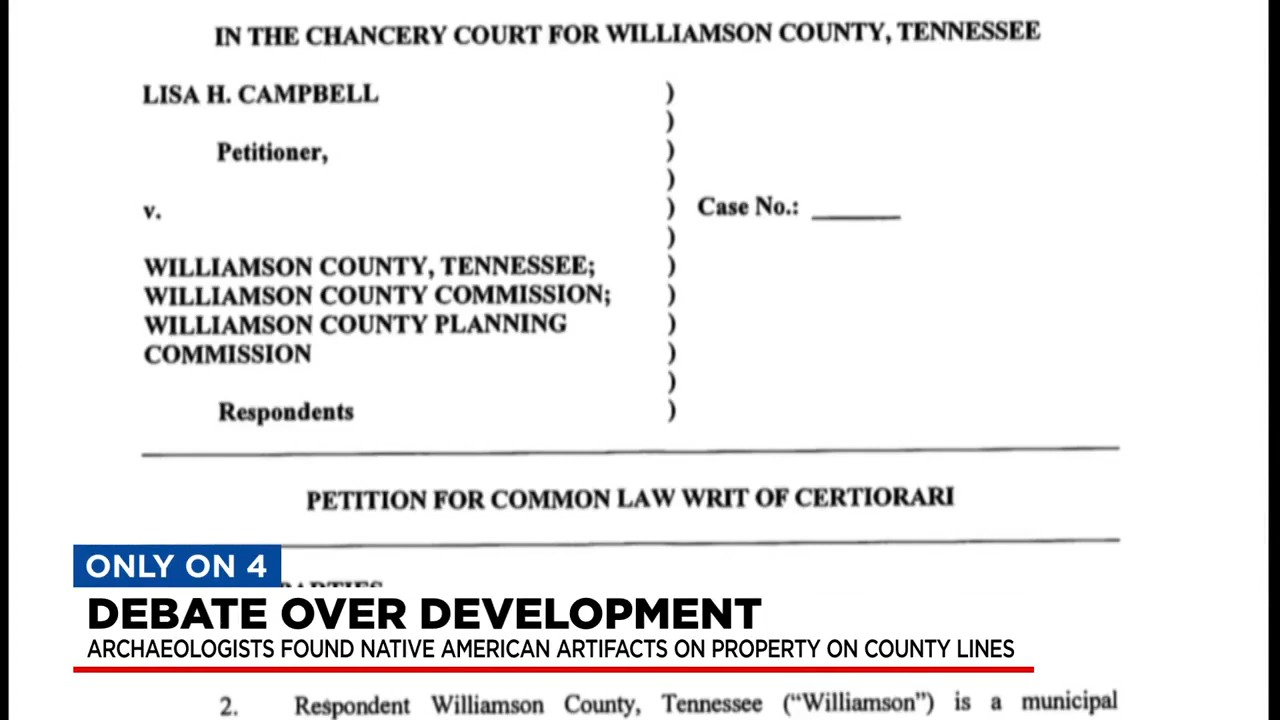 IN THE CHANCERY COURT FOR WILLIAMSON COUNTY, TENNESSEE
LISA H. CAMPBELL )
)
Petitioner, )
)
v. ) Case No.: ______
)
WILLIAMSON COUNTY, TENNESSEE; )
WILLIAMSON COUNTY COMMISSION; )
WILLIAMSON COUNTY PLANNING )
COMMISSION )
)
Respondents )
PETITION FOR COMMON LAW WRIT OF CERTIORARI
ONLY ON 4
DEBATE OVER DEVELOPMENT
ARCHAEOLOGISTS FOUND NATIVE AMERICAN ARTIFACTS ON PROPERTY ON COUNTY LINES
2. Respondent Williamson County, Tennessee (“Williamson”) is a municipal